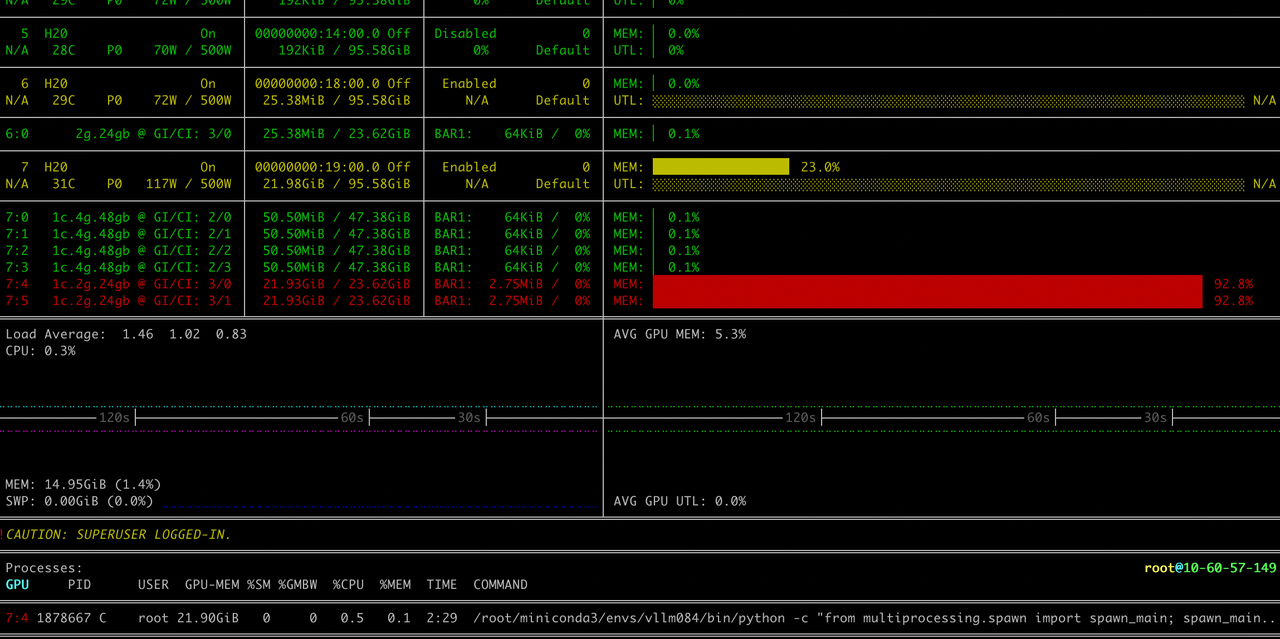 N/A 29C P0 72W / 500W 192KiB / 95.58GiB 0% Default UTL: 0%
5 H20 On 00000000:14:00.0 Off Disabled 0 MEM: 0.0%
N/A 28C P0 70W / 500W 192KiB / 95.58GiB 0% Default UTL: 0%
6 H20 On 00000000:18:00.0 Off Enabled 0 MEM: 0.0%
N/A 29C P0 72W / 500W 25.38MiB / 95.58GiB N/A Default UTL: N/A
6:0 2g.24gb @ GI/CI: 3/0 25.38MiB / 23.62GiB BAR1: 64KiB / 0% MEM: 0.1%
7 H20 On 00000000:19:00.0 Off Enabled 0 MEM: 23.0%
N/A 31C P0 117W / 500W 21.98GiB / 95.58GiB N/A Default UTL: N/A
7:0 1c.4g.48gb @ GI/CI: 2/0 50.50MiB / 47.38GiB BAR1: 64KiB / 0% MEM: 0.1%
7:1 1c.4g.48gb @ GI/CI: 2/1 50.50MiB / 47.38GiB BAR1: 64KiB / 0% MEM: 0.1%
7:2 1c.4g.48gb @ GI/CI: 2/2 50.50MiB / 47.38GiB BAR1: 64KiB / 0% MEM: 0.1%
7:3 1c.4g.48gb @ GI/CI: 2/3 50.50MiB / 47.38GiB BAR1: 64KiB / 0% MEM: 0.1%
7:4 1c.2g.24gb @ GI/CI: 3/0 21.93GiB / 23.62GiB BAR1: 2.75MiB / 0% MEM: 92.8%
7:5 1c.2g.24gb @ GI/CI: 3/1 21.93GiB / 23.62GiB BAR1: 2.75MiB / 0% MEM: 92.8%
Load Average: 1.46 1.02 0.83
CPU: 0.3%
AVG GPU MEM: 5.3%
120s 60s 30s 120s 60s 30s
MEM: 14.95GiB (1.4%)
SWP: 0.00GiB (0.0%)
AVG GPU UTL: 0.0%
!CAUTION: SUPERUSER LOGGED-IN.
Processes: root@10-60-57-149
GPU PID USER GPU-MEM %SM %GMBW %CPU %MEM TIME COMMAND
7:4 1878667 C root 21.90GiB 0 0 0.5 0.1 2:29 /root/miniconda3/envs/vllm084/bin/python -c "from multiprocessing.spawn import spawn_main; spawn_main..